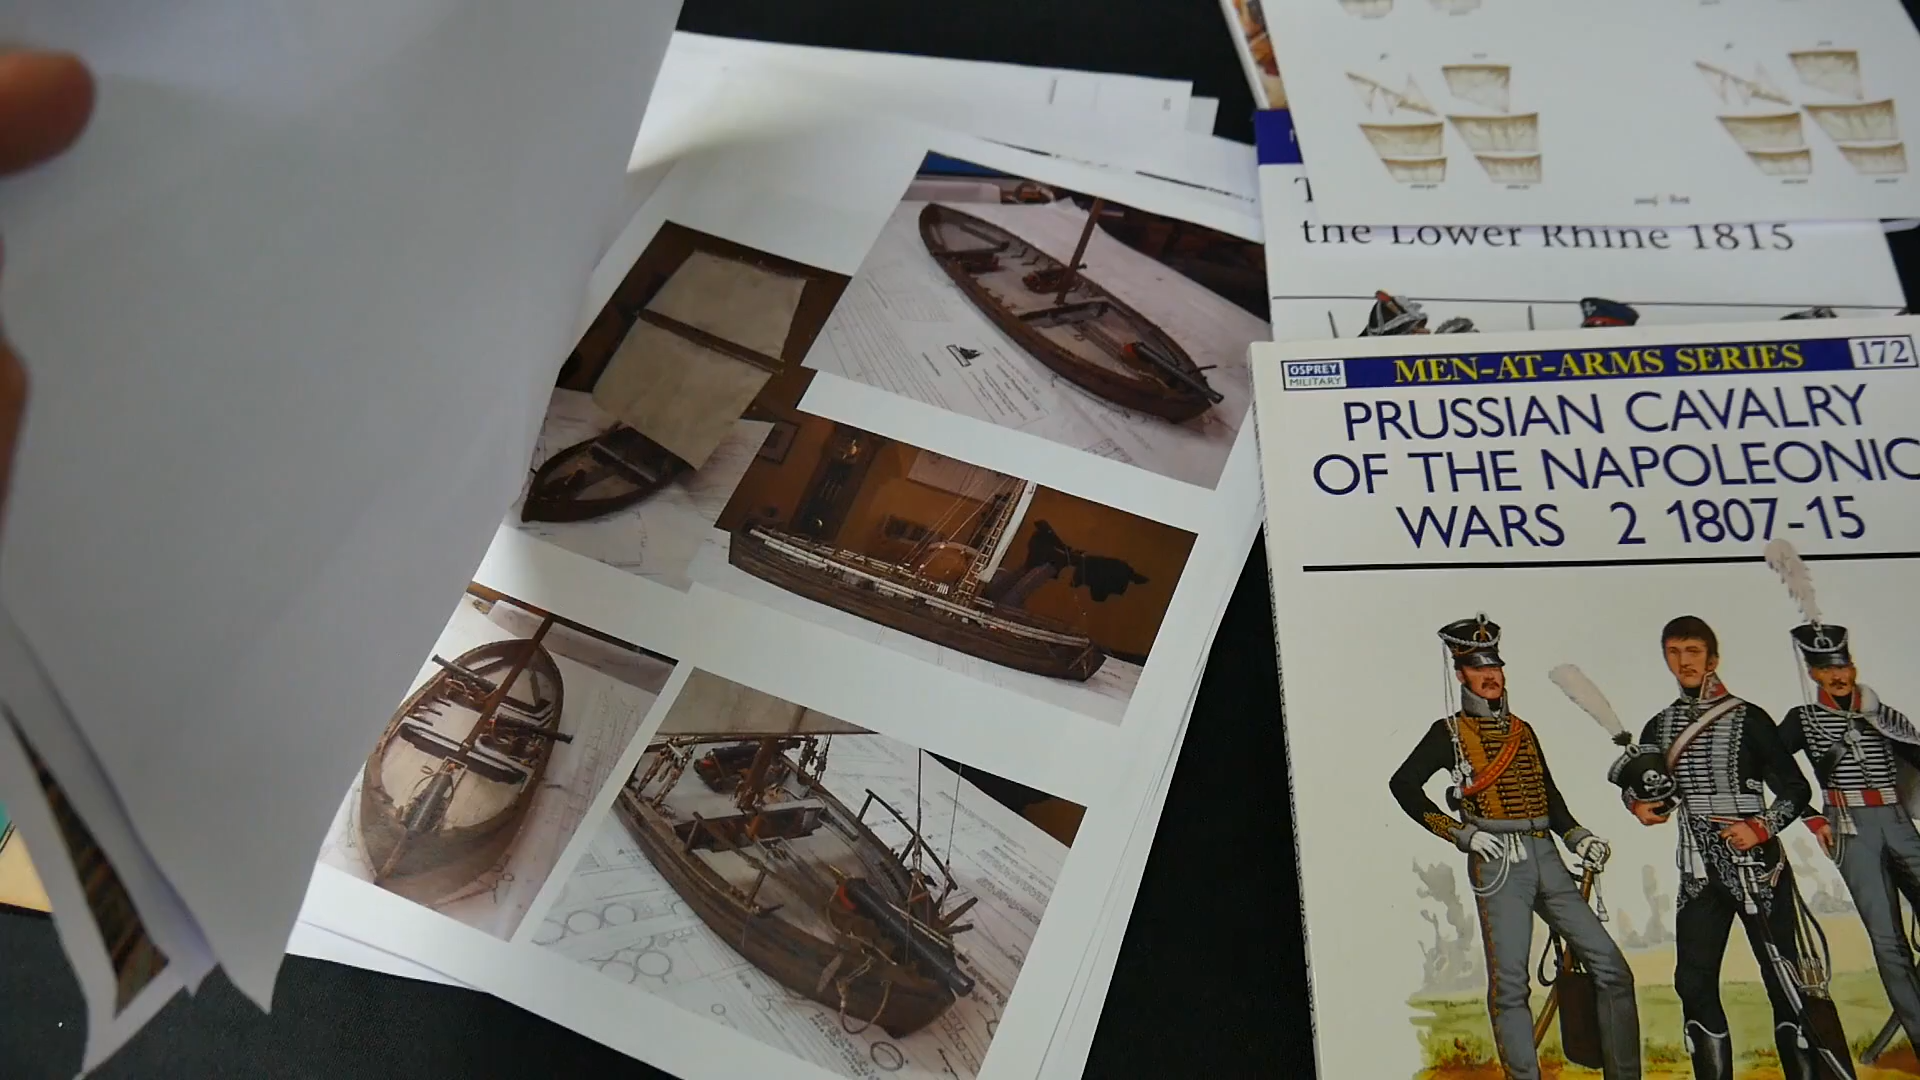 the Lower Rhine 1815
OSPREY
MILITARY
MEN-AT-ARMS SERIES
172
PRUSSIAN CAVALRY
OF THE NAPOLEONIC
WARS 2 1807-15